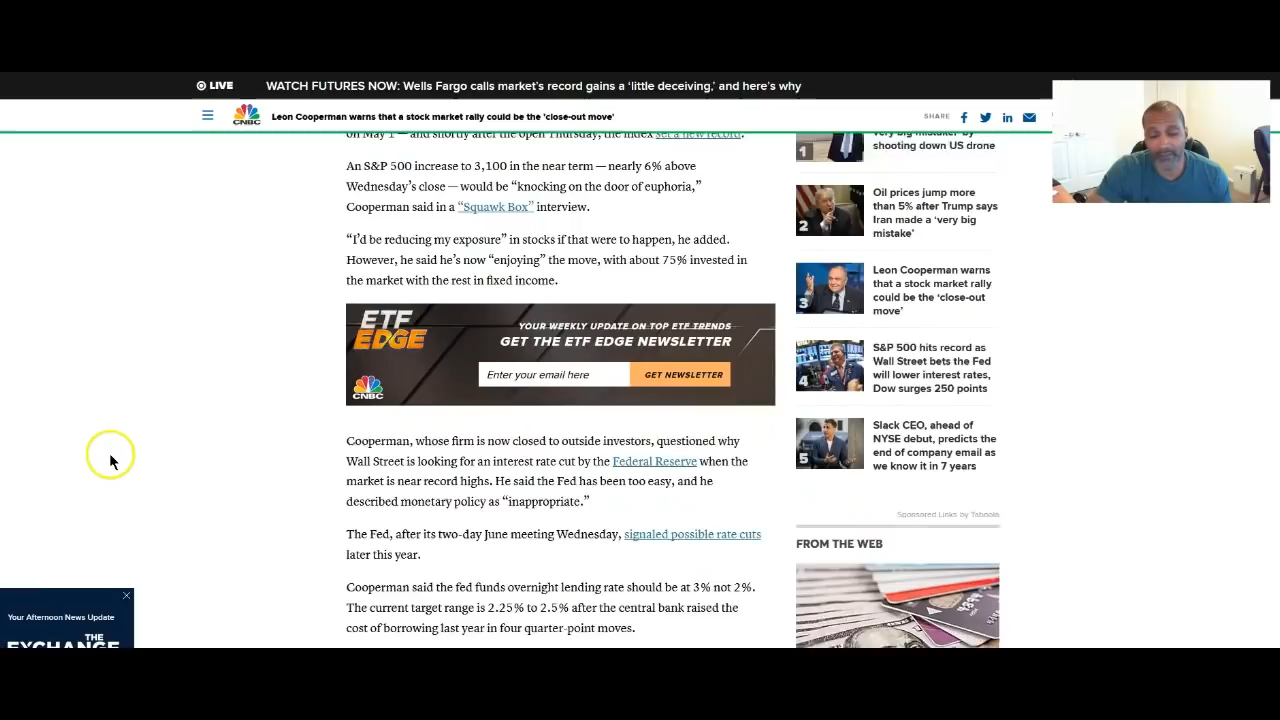 LIVE
WATCH FUTURES NOW: Wells Fargo calls market's record gains a 'little deceiving,' and here's why
CNBC
Leon Cooperman warns that a stock market rally could be the 'close-out move'
SHARE
on May 1 — and shortly after the open Thursday, the index set a new record.
An S&P 500 increase to 3,100 in the near term — nearly 6% above
Wednesday's close — would be “knocking on the door of euphoria,”
Cooperman said in a “Squawk Box” interview.
“I'd be reducing my exposure” in stocks if that were to happen, he added.
However, he said he's now “enjoying” the move, with about 75% invested in
the market with the rest in fixed income.
ETF
EDGE
CNBC
YOUR WEEKLY UPDATE ON TOP ETF TRENDS
GET THE ETF EDGE NEWSLETTER
Enter your email here
GET NEWSLETTER
Cooperman, whose firm is now closed to outside investors, questioned why
Wall Street is looking for an interest rate cut by the Federal Reserve when the
market is near record highs. He said the Fed has been too easy, and he
described monetary policy as “inappropriate.”
The Fed, after its two-day June meeting Wednesday, signaled possible rate cuts
later this year.
Cooperman said the fed funds overnight lending rate should be at 3% not 2%.
The current target range is 2.25% to 2.5% after the central bank raised the
cost of borrowing last year in four quarter-point moves.
1
very big mistake' by
shooting down US drone
2
Oil prices jump more
than 5% after Trump says
Iran made a 'very big
mistake'
3
Leon Cooperman warns
that a stock market rally
could be the 'close-out
move'
4
S&P 500 hits record as
Wall Street bets the Fed
will lower interest rates,
Dow surges 250 points
5
Slack CEO, ahead of
NYSE debut, predicts the
end of company email as
we know it in 7 years
Sponsored Links by Taboola
FROM THE WEB
Your Afternoon News Update
THE
EXCHANGE